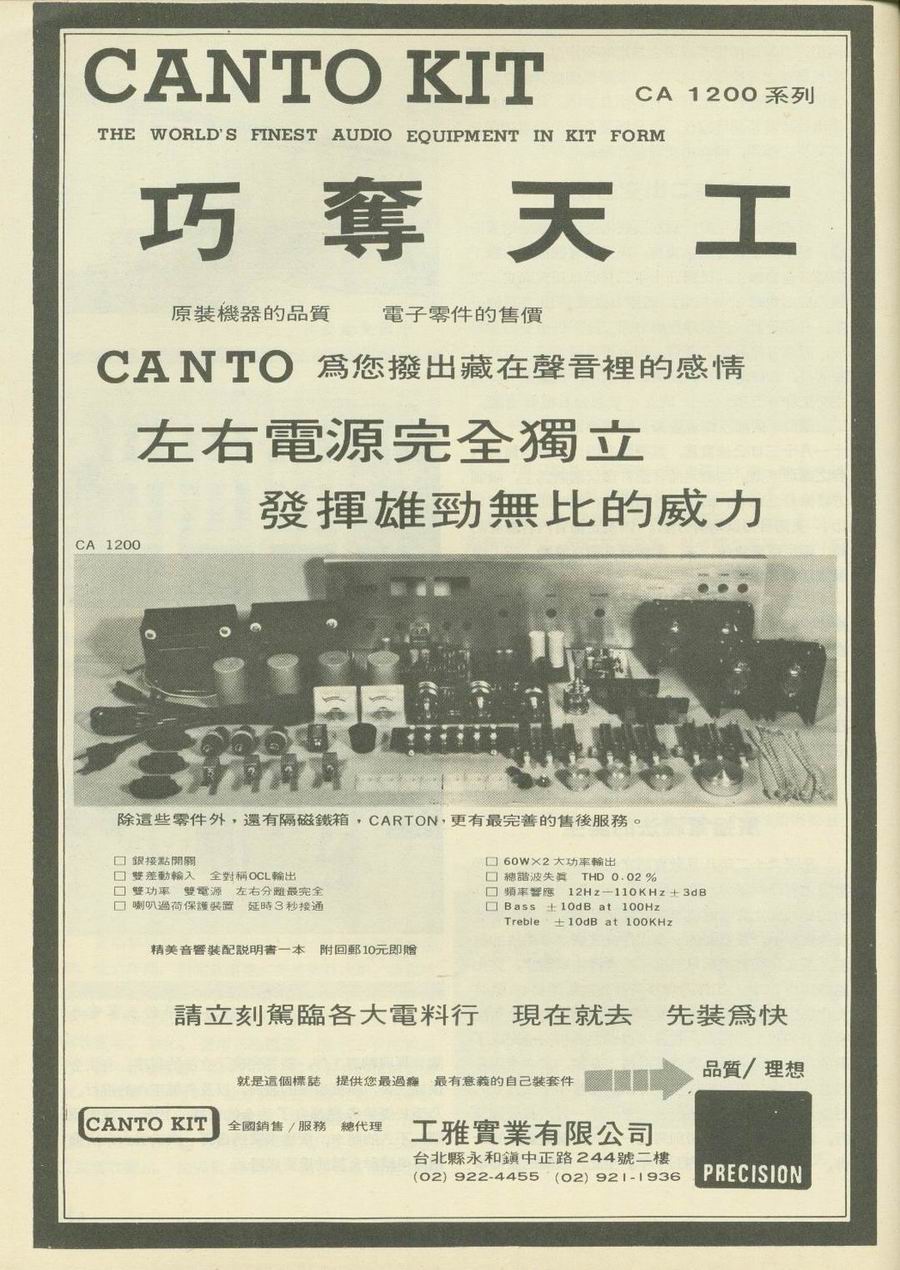 CANTO KIT
CA 1200 系列
THE WORLD'S FINEST AUDIO EQUIPMENT IN KIT FORM
巧奪天工
原裝機器的品質 電子零件的售價
CANTO 爲您撥出藏在聲音裡的感情
左右電源完全獨立
發揮雄勁無比的威力
CA 1200
除這些零件外，還有隔磁鐵箱，CARTON，更有最完善的售後服務。
□ 銀接點開關
□ 雙差動輸入 全對稱OCL輸出
□ 雙功率 雙電源 左右分離最完全
□ 喇叭過荷保護裝置 延時3秒接通
□ 60W×2 大功率輸出
□ 總諧波失眞 THD 0.02%
□ 頻率響應 12Hz—110KHz±3dB
□ Bass ±10dB at 100Hz
Treble ±10dB at 100KHz
精美音響裝配説明書一本 附回郵10元即贈
請立刻駕臨各大電料行 現在就去 先裝爲快
就是這個標誌 提供您最過癮 最有意義的自己裝套件
品質/理想
CANTO KIT
全國銷售/服務 總代理
工雅實業有限公司
台北縣永和鎭中正路244號二樓
(02) 922-4455 (02) 921-1936
PRECISION